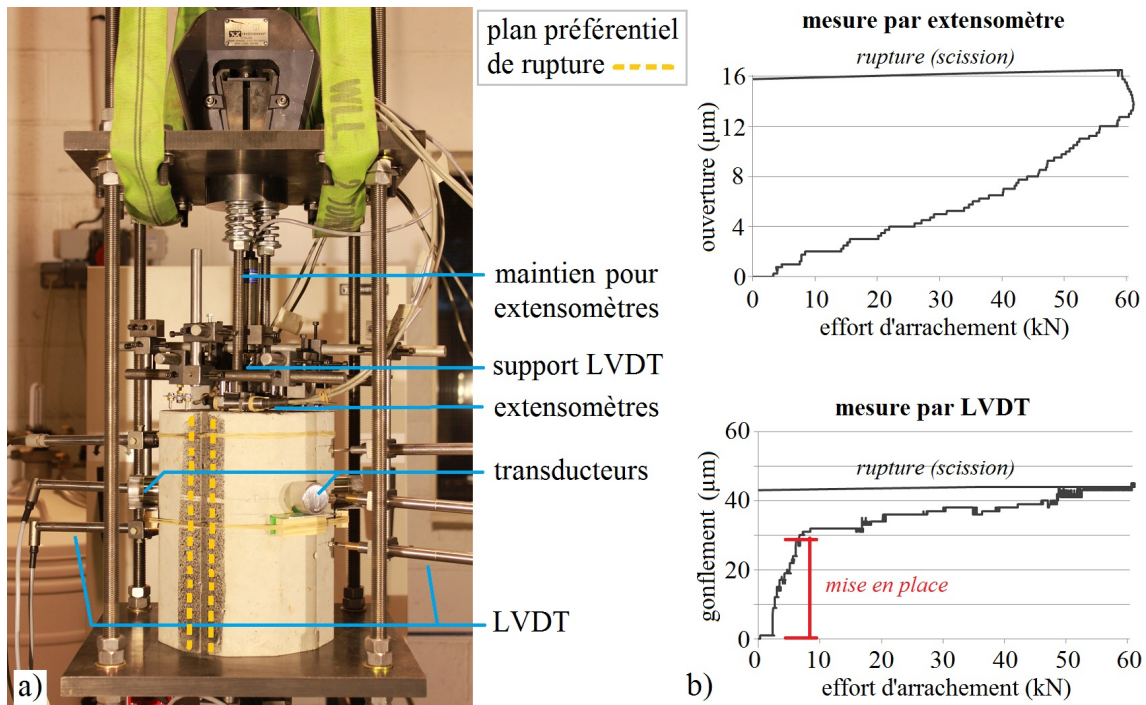 plan préférentiel
de rupture
maintien pour
extensomètres
support LVDT
extensomètres
transducteurs
LVDT
a)
WLL
mesure par extensomètre
rupture (scission)
ouverture (µm)
16
12
8
4
0
0 10 20 30 40 50 60
effort d'arrachement (kN)
mesure par LVDT
rupture (scission)
gonflement (µm)
60
40
20
0
mise en place
0 10 20 30 40 50 60
effort d'arrachement (kN)
b)